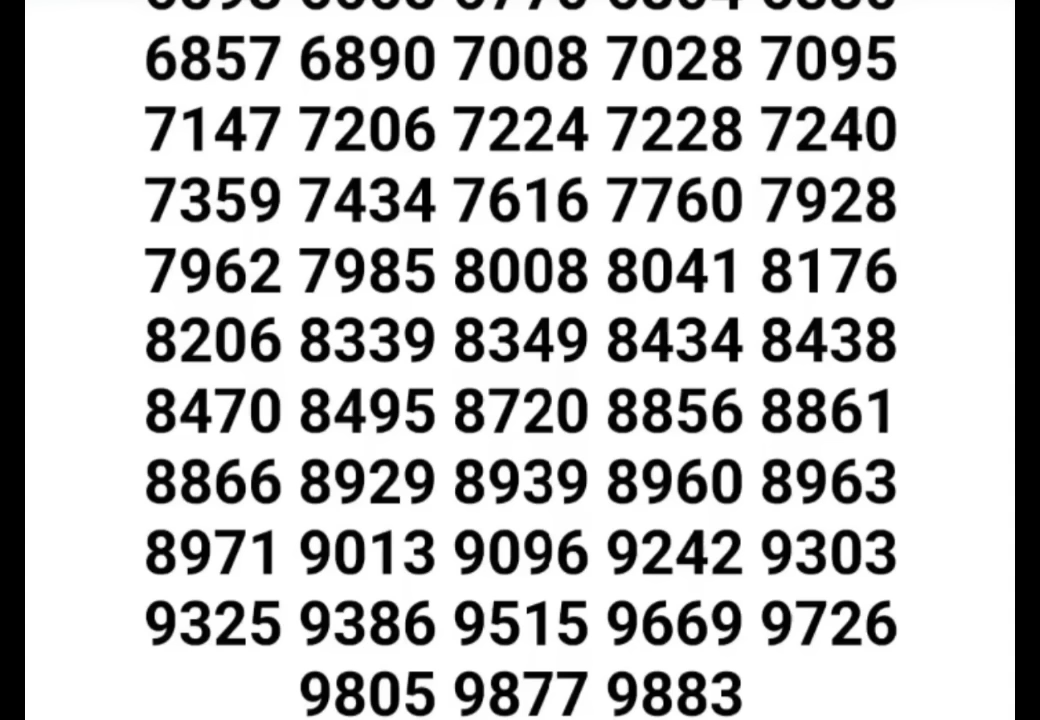 6857 6890 7008 7028 7095
7147 7206 7224 7228 7240
7359 7434 7616 7760 7928
7962 7985 8008 8041 8176
8206 8339 8349 8434 8438
8470 8495 8720 8856 8861
8866 8929 8939 8960 8963
8971 9013 9096 9242 9303
9325 9386 9515 9669 9726
9805 9877 9883